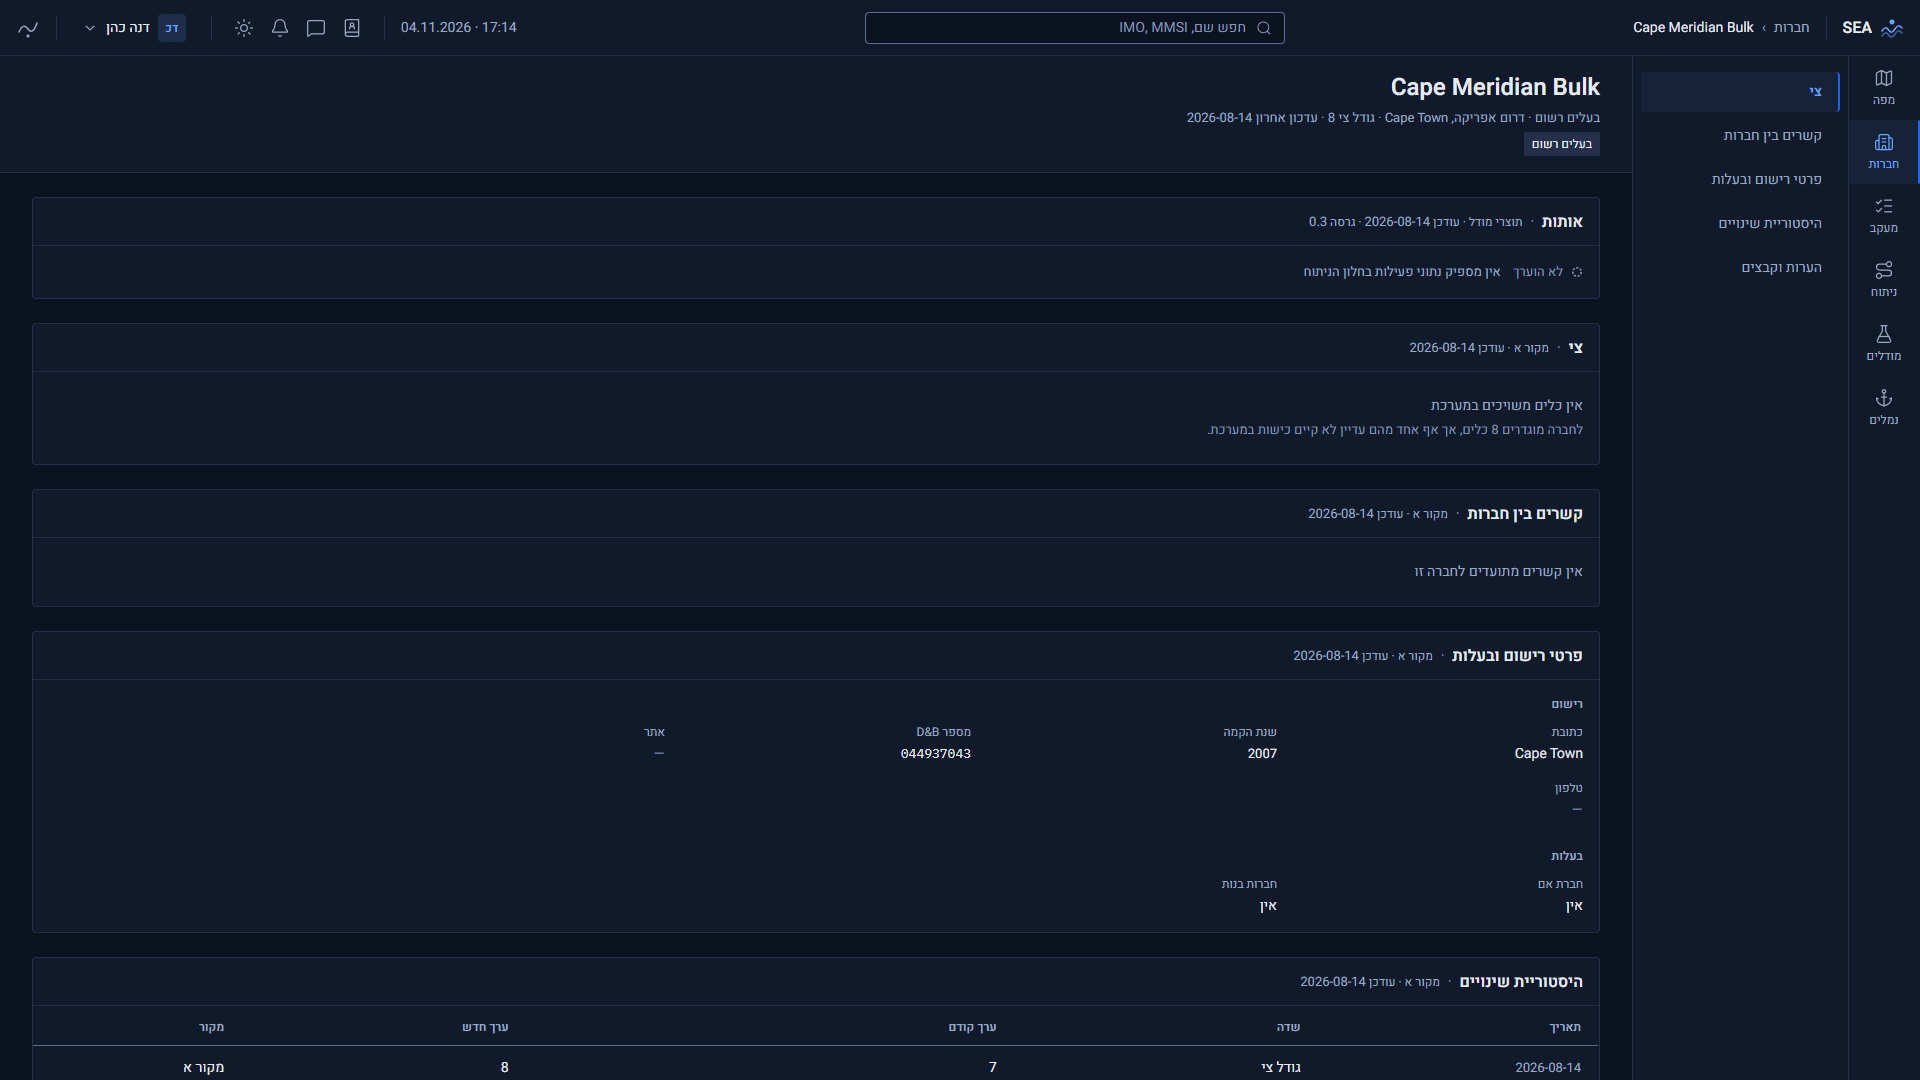 SEA
חברות › Cape Meridian Bulk
חפש שם, IMO, MMSI
04.11.2026 · 17:14
דכ
דנה כהן
מפה
חברות
מעקב
ניתוח
מודלים
נמלים
צי
קשרים בין חברות
פרטי רישום ובעלות
היסטוריית שינויים
הערות וקבצים
Cape Meridian Bulk
בעלים רשום · דרום אפריקה, Cape Town · גודל צי 8 · עדכון אחרון 2026-08-14
בעלים רשום
אותות · תוצרי מודל · עודכן 2026-08-14 · גרסה 0.3
לא הוערך אין מספיק נתוני פעילות בחלון הניתוח
צי · מקור א · עודכן 2026-08-14
אין כלים משויכים במערכת
לחברה מוגדרים 8 כלים, אך אף אחד מהם עדיין לא קיים כישות במערכת.
קשרים בין חברות · מקור א · עודכן 2026-08-14
אין קשרים מתועדים לחברה זו
פרטי רישום ובעלות · מקור א · עודכן 2026-08-14
רישום
כתובת שנת הקמה מספר D&B אתר
Cape Town 2007 044937043 —
טלפון
—
בעלות
חברת אם חברות בנות
אין אין
היסטוריית שינויים · מקור א · עודכן 2026-08-14
תאריך שדה ערך קודם ערך חדש מקור
2026-08-14 גודל צי 7 8 מקור א